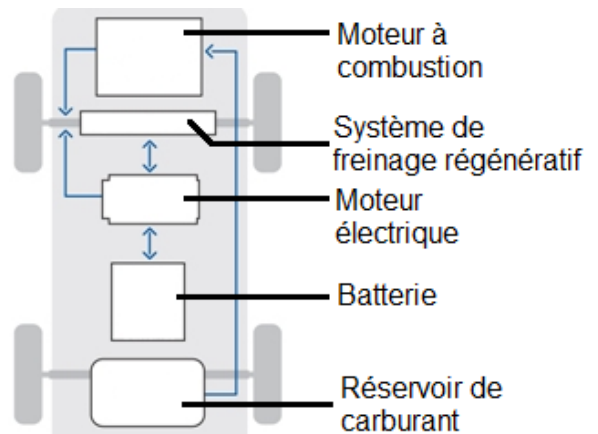 Moteur à
combustion
Système de
freinage régénératif
Moteur
électrique
Batterie
Réservoir de
carburant